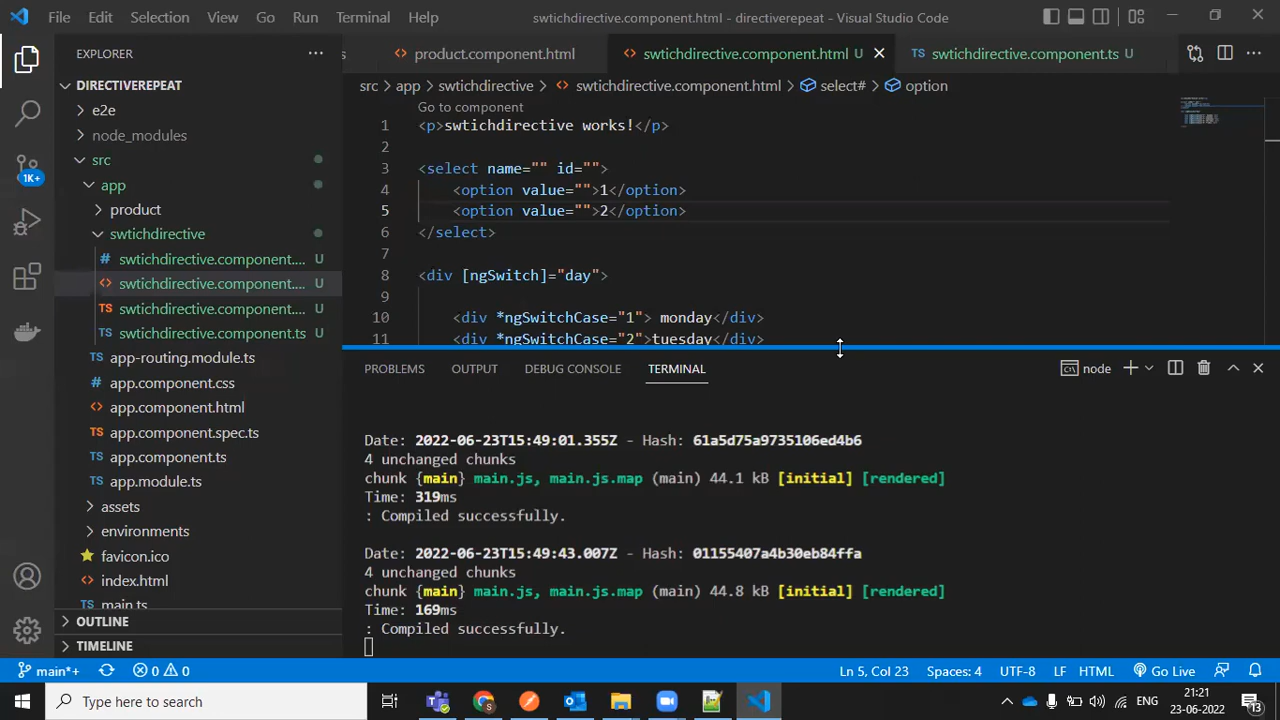 File Edit Selection View Go Run Terminal Help swtichdirective.component.html - directiverepeat - Visual Studio Code
EXPLORER
s product.component.html swtichdirective.component.html U swtichdirective.component.ts U
DIRECTIVEREPEAT
src > app > swtichdirective > swtichdirective.component.html > select# > option
e2e
node_modules
src
app
product
swtichdirective
swtichdirective.component.... U
swtichdirective.component.... U
swtichdirective.component.... U
swtichdirective.component.ts U
app-routing.module.ts
app.component.css
app.component.html
app.component.spec.ts
app.component.ts
app.module.ts
assets
environments
favicon.ico
index.html
main.ts
OUTLINE
TIMELINE
1K+
Go to component
1 <p>swtichdirective works!</p>
2
3 <select name="" id="">
4 <option value="">1</option>
5 <option value="">2</option>
6 </select>
7
8 <div [ngSwitch]="day">
9
10 <div *ngSwitchCase="1"> monday</div>
11 <div *ngSwitchCase="2">tuesday</div>
PROBLEMS OUTPUT DEBUG CONSOLE TERMINAL node
Date: 2022-06-23T15:49:01.355Z - Hash: 61a5d75a9735106ed4b6
4 unchanged chunks
chunk {main} main.js, main.js.map (main) 44.1 kB [initial] [rendered]
Time: 319ms
: Compiled successfully.
Date: 2022-06-23T15:49:43.007Z - Hash: 01155407a4b30eb84ffa
4 unchanged chunks
chunk {main} main.js, main.js.map (main) 44.8 kB [initial] [rendered]
Time: 169ms
: Compiled successfully.
main*+ 0 0 Ln 5, Col 23 Spaces: 4 UTF-8 LF HTML Go Live
Type here to search
ENG
21:21
23-06-2022
13